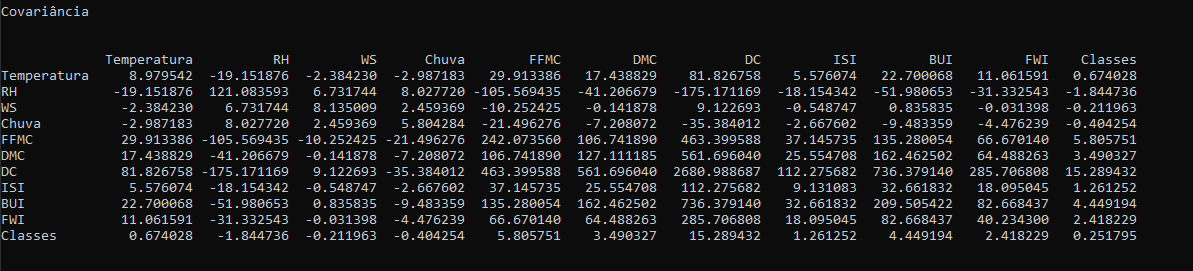 Covariância
Temperatura RH WS Chuva FFMC DMC DC ISI BUI FWI Classes
Temperatura 8.979542 -19.151876 -2.384230 -2.987183 29.913386 17.438829 81.826758 5.576074 22.700068 11.061591 0.674028
RH -19.151876 121.083593 6.731744 8.027720 -105.569435 -41.206679 -175.171169 -18.154342 -51.980653 -31.332543 -1.844736
WS -2.384230 6.731744 8.135009 2.459369 -10.252425 -0.141878 9.122693 -0.548747 0.835835 -0.031398 -0.211963
Chuva -2.987183 8.027720 2.459369 5.804284 -21.496276 -7.208072 -35.384012 -2.667602 -9.483359 -4.476239 -0.404254
FFMC 29.913386 -105.569435 -10.252425 -21.496276 242.073560 106.741890 463.399588 37.145735 135.280054 66.670140 5.805751
DMC 17.438829 -41.206679 -0.141878 -7.208072 106.741890 127.111185 561.696040 25.554708 162.462502 64.488263 3.490327
DC 81.826758 -175.171169 9.122693 -35.384012 463.399588 561.696040 2680.988687 112.275682 736.379140 285.706808 15.289432
ISI 5.576074 -18.154342 -0.548747 -2.667602 37.145735 25.554708 112.275682 9.131083 32.661832 18.095045 1.261252
BUI 22.700068 -51.980653 0.835835 -9.483359 135.280054 162.462502 736.379140 32.661832 209.505422 82.668437 4.449194
FWI 11.061591 -31.332543 -0.031398 -4.476239 66.670140 64.488263 285.706808 18.095045 82.668437 40.234300 2.418229
Classes 0.674028 -1.844736 -0.211963 -0.404254 5.805751 3.490327 15.289432 1.261252 4.449194 2.418229 0.251795